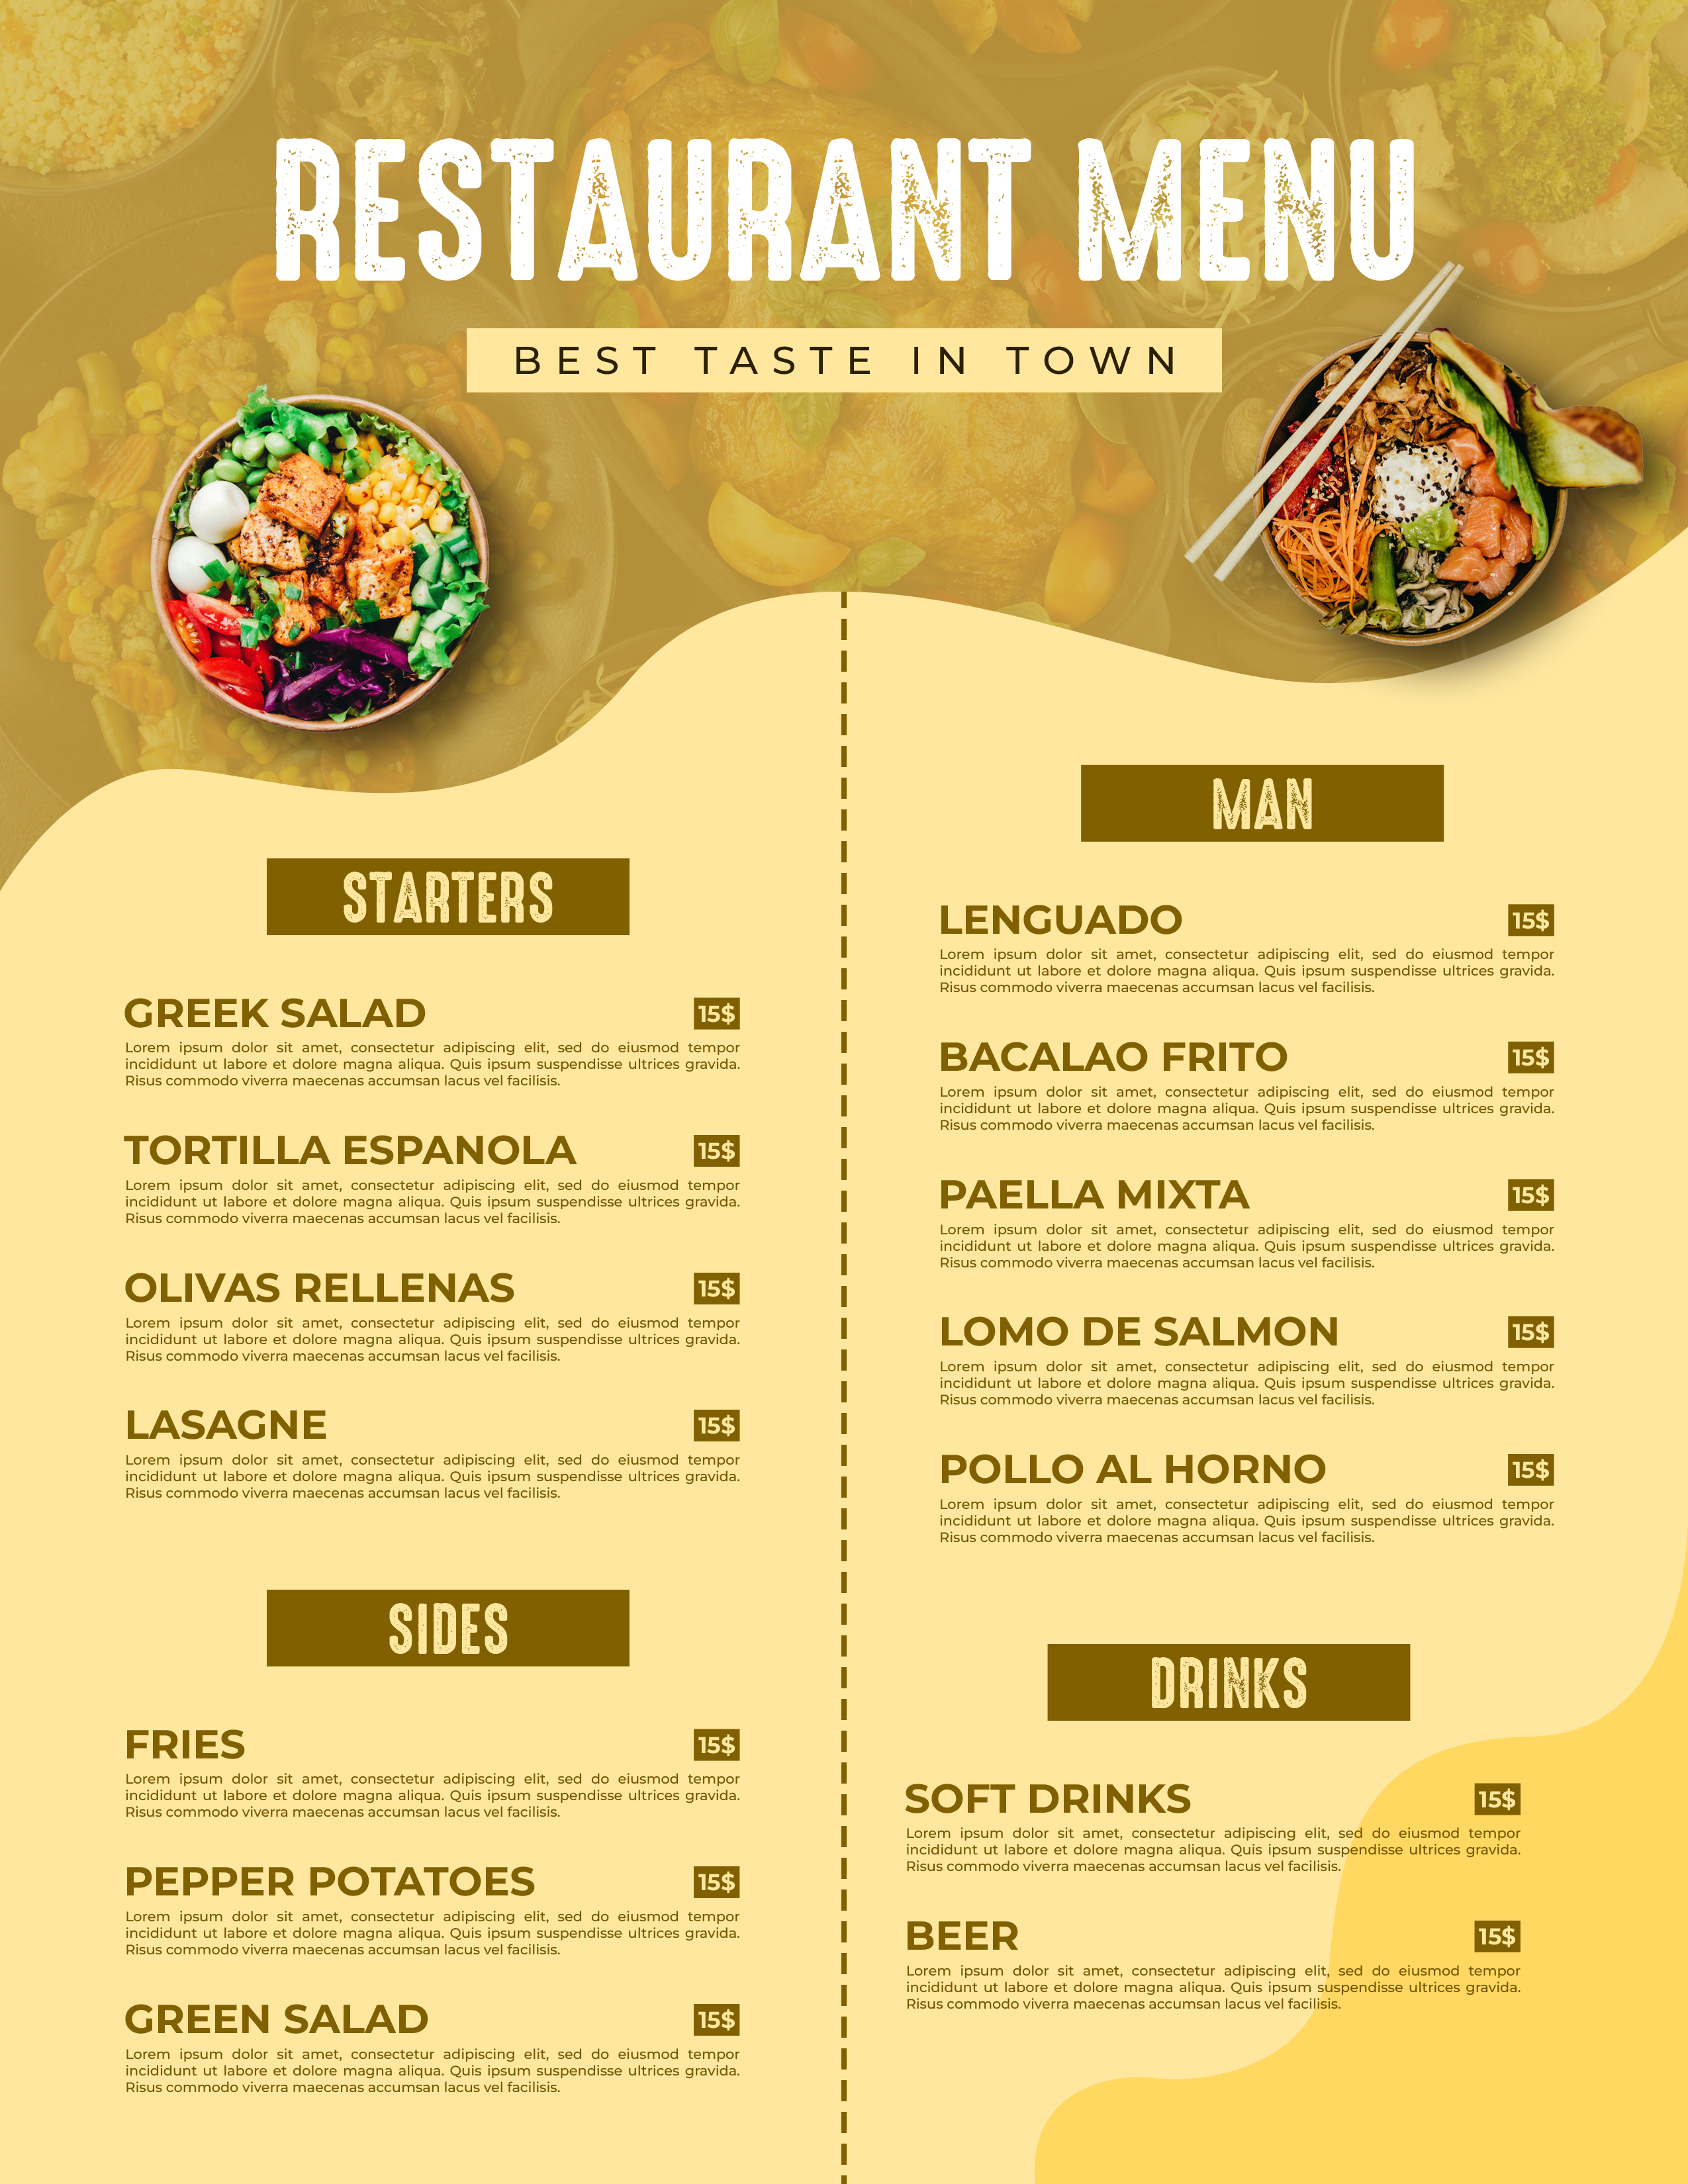 RESTAURANT MENU
BEST TASTE IN TOWN
STARTERS
GREEK SALAD 15$
Lorem ipsum dolor sit amet, consectetur adipiscing elit, sed do eiusmod tempor
incididunt ut labore et dolore magna aliqua. Quis ipsum suspendisse ultrices gravida.
Risus commodo viverra maecenas accumsan lacus vel facilisis.
TORTILLA ESPANOLA 15$
Lorem ipsum dolor sit amet, consectetur adipiscing elit, sed do eiusmod tempor
incididunt ut labore et dolore magna aliqua. Quis ipsum suspendisse ultrices gravida.
Risus commodo viverra maecenas accumsan lacus vel facilisis.
OLIVAS RELLENAS 15$
Lorem ipsum dolor sit amet, consectetur adipiscing elit, sed do eiusmod tempor
incididunt ut labore et dolore magna aliqua. Quis ipsum suspendisse ultrices gravida.
Risus commodo viverra maecenas accumsan lacus vel facilisis.
LASAGNE 15$
Lorem ipsum dolor sit amet, consectetur adipiscing elit, sed do eiusmod tempor
incididunt ut labore et dolore magna aliqua. Quis ipsum suspendisse ultrices gravida.
Risus commodo viverra maecenas accumsan lacus vel facilisis.
SIDES
FRIES 15$
Lorem ipsum dolor sit amet, consectetur adipiscing elit, sed do eiusmod tempor
incididunt ut labore et dolore magna aliqua. Quis ipsum suspendisse ultrices gravida.
Risus commodo viverra maecenas accumsan lacus vel facilisis.
PEPPER POTATOES 15$
Lorem ipsum dolor sit amet, consectetur adipiscing elit, sed do eiusmod tempor
incididunt ut labore et dolore magna aliqua. Quis ipsum suspendisse ultrices gravida.
Risus commodo viverra maecenas accumsan lacus vel facilisis.
GREEN SALAD 15$
Lorem ipsum dolor sit amet, consectetur adipiscing elit, sed do eiusmod tempor
incididunt ut labore et dolore magna aliqua. Quis ipsum suspendisse ultrices gravida.
Risus commodo viverra maecenas accumsan lacus vel facilisis.
MAN
LENGUADO 15$
Lorem ipsum dolor sit amet, consectetur adipiscing elit, sed do eiusmod tempor
incididunt ut labore et dolore magna aliqua. Quis ipsum suspendisse ultrices gravida.
Risus commodo viverra maecenas accumsan lacus vel facilisis.
BACALAO FRITO 15$
Lorem ipsum dolor sit amet, consectetur adipiscing elit, sed do eiusmod tempor
incididunt ut labore et dolore magna aliqua. Quis ipsum suspendisse ultrices gravida.
Risus commodo viverra maecenas accumsan lacus vel facilisis.
PAELLA MIXTA 15$
Lorem ipsum dolor sit amet, consectetur adipiscing elit, sed do eiusmod tempor
incididunt ut labore et dolore magna aliqua. Quis ipsum suspendisse ultrices gravida.
Risus commodo viverra maecenas accumsan lacus vel facilisis.
LOMO DE SALMON 15$
Lorem ipsum dolor sit amet, consectetur adipiscing elit, sed do eiusmod tempor
incididunt ut labore et dolore magna aliqua. Quis ipsum suspendisse ultrices gravida.
Risus commodo viverra maecenas accumsan lacus vel facilisis.
POLLO AL HORNO 15$
Lorem ipsum dolor sit amet, consectetur adipiscing elit, sed do eiusmod tempor
incididunt ut labore et dolore magna aliqua. Quis ipsum suspendisse ultrices gravida.
Risus commodo viverra maecenas accumsan lacus vel facilisis.
DRINKS
SOFT DRINKS 15$
Lorem ipsum dolor sit amet, consectetur adipiscing elit, sed do eiusmod tempor
incididunt ut labore et dolore magna aliqua. Quis ipsum suspendisse ultrices gravida.
Risus commodo viverra maecenas accumsan lacus vel facilisis.
BEER 15$
Lorem ipsum dolor sit amet, consectetur adipiscing elit, sed do eiusmod tempor
incididunt ut labore et dolore magna aliqua. Quis ipsum suspendisse ultrices gravida.
Risus commodo viverra maecenas accumsan lacus vel facilisis.